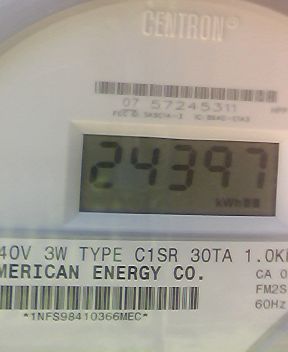 CENTRON®
07 57245311
24397
kWh
40V 3W TYPE C1SR 30TA 1.0K
MERICAN ENERGY CO.
CA 0
FM2S
60Hz
*1NFS98410366MEC*